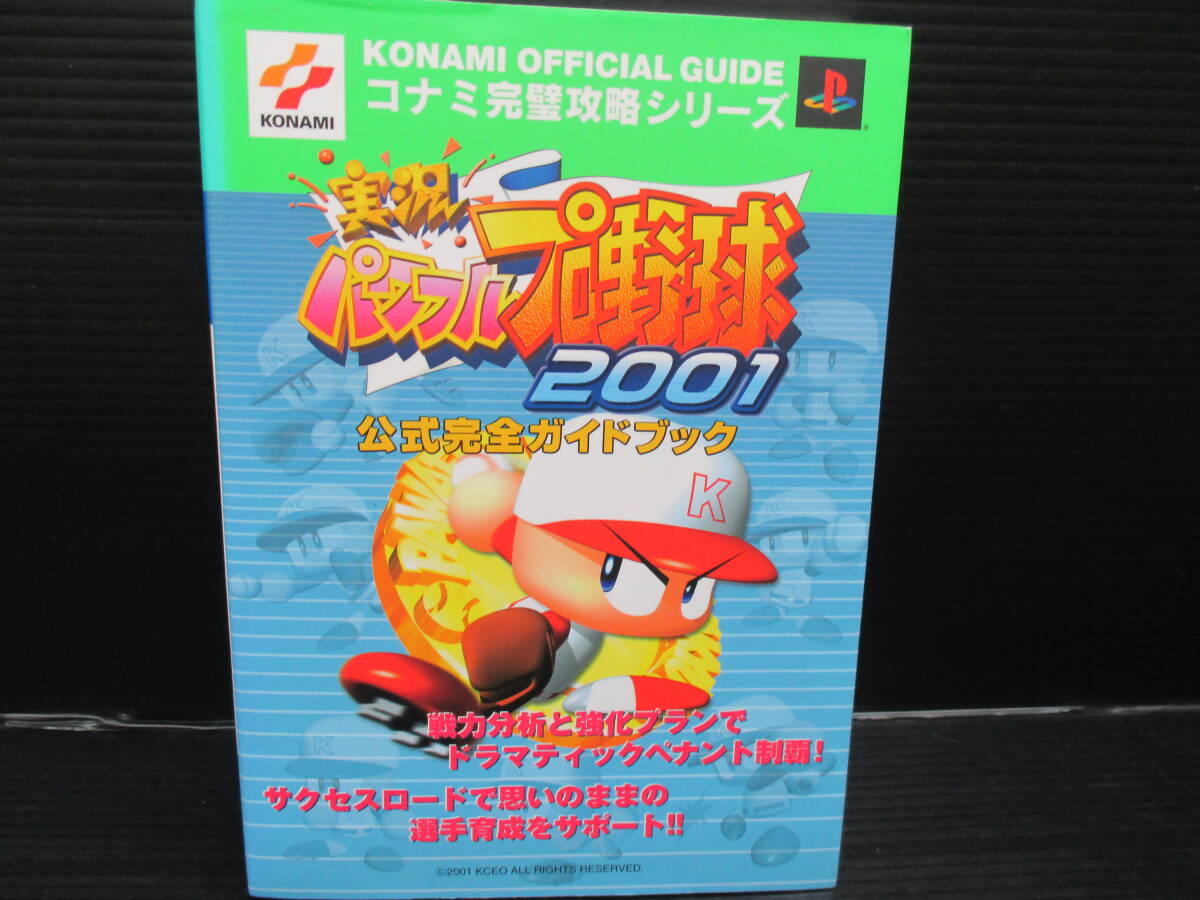 KONAMI OFFICIAL GUIDE
コナミ完璧攻略シリーズ
KONAMI
実況
パワフルプロ野球
2001
公式完全ガイドブック
K
戦力分析と強化プランで
ドラマティックペナント制覇!
サクセスロードで思いのままの
選手育成をサポート!!
©2001 KCEO ALL RIGHTS RESERVED.